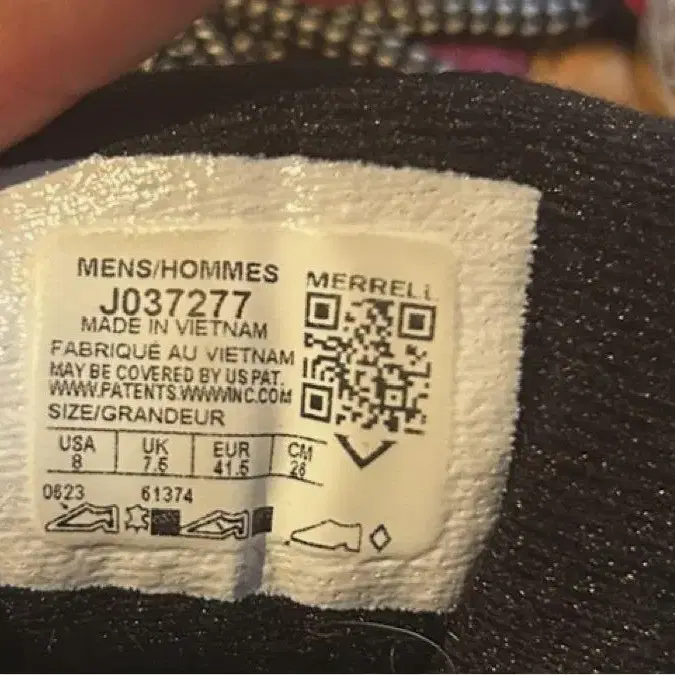 MENS/HOMMES
J037277
MADE IN VIETNAM
FABRIQUÉ AU VIETNAM
MAY BE COVERED BY US PAT.
WWW.PATENTS.WWWINC.COM
SIZE/GRANDEUR
USA UK EUR CM
8 7.5 41.5 26
0623 61374
MERRELL